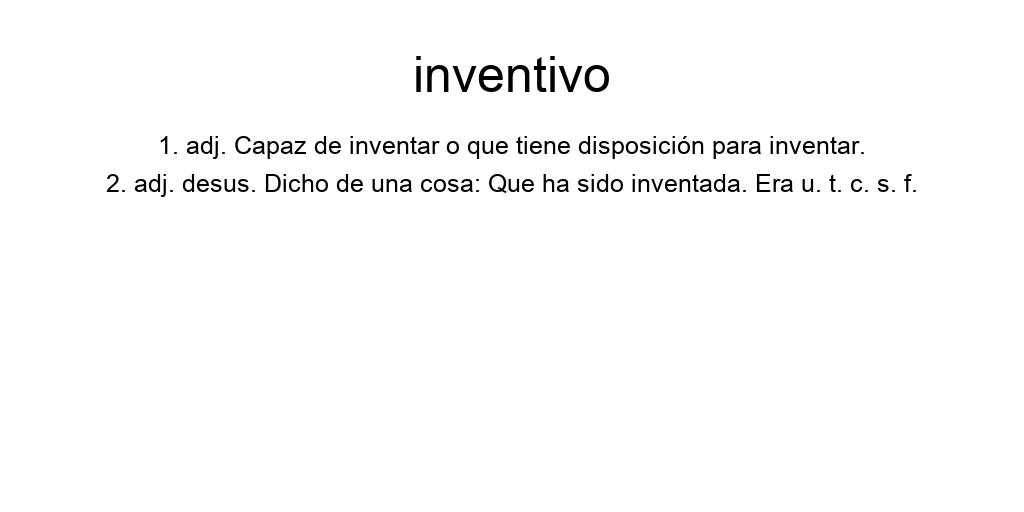 inventivo
1. adj. Capaz de inventar o que tiene disposición para inventar.
2. adj. desus. Dicho de una cosa: Que ha sido inventada. Era u. t. c. s. f.